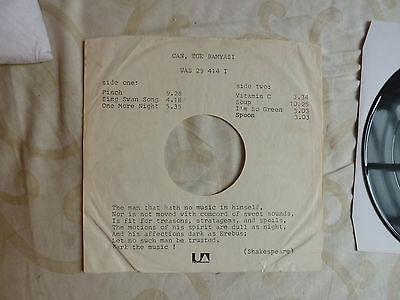 CAN, EGE BAMYASI
UAS 29 414 I
side one:
Pinch 9.28
Sing Swan Song 4.18
One More Night 5.35
side two:
Vitamin C 3.34
Soup 10.25
I'm So Green 3.03
Spoon 3.03
The man that hath no music in himself,
Nor is not moved with concord of sweet sounds,
Is fit for treasons, stratagems, and spoils,
The motions of his spirit are dull as night,
And his affections dark as Erebus;
Let no such man be trusted.
Mark the music !
(Shakespeare)
UA